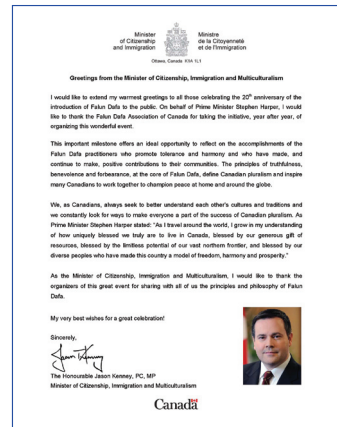 Minister
of Citizenship
and Immigration
Ministre
de la Citoyenneté
et de l'Immigration
Ottawa, Canada K1A 1L1
Greetings from the Minister of Citizenship, Immigration and Multiculturalism
I would like to extend my warmest greetings to all those celebrating the 20th anniversary of the
introduction of Falun Dafa to the public. On behalf of Prime Minister Stephen Harper, I would
like to thank the Falun Dafa Association of Canada for taking the initiative, year after year, of
organizing this wonderful event.
This important milestone offers an ideal opportunity to reflect on the accomplishments of the
Falun Dafa practitioners who promote tolerance and harmony and who have made, and
continue to make, positive contributions to their communities. The principles of truthfulness,
benevolence and forbearance, at the core of Falun Dafa, define Canadian pluralism and inspire
many Canadians to work together to champion peace at home and around the globe.
We, as Canadians, always seek to better understand each other's cultures and traditions and
we constantly look for ways to make everyone a part of the success of Canadian pluralism. As
Prime Minister Stephen Harper stated: "As I travel around the world, I grow in my understanding
of how uniquely blessed we truly are to live in Canada, blessed by our generous gift of
resources, blessed by the limitless potential of our vast northern frontier, and blessed by our
diverse peoples who have made this country a model of freedom, harmony and prosperity."
As the Minister of Citizenship, Immigration and Multiculturalism, I would like to thank the
organizers of this great event for sharing with all of us the principles and philosophy of Falun
Dafa.
My very best wishes for a great celebration!
Sincerely,
Jason Kenney
The Honourable Jason Kenney, PC, MP
Minister of Citizenship, Immigration and Multiculturalism
Canada